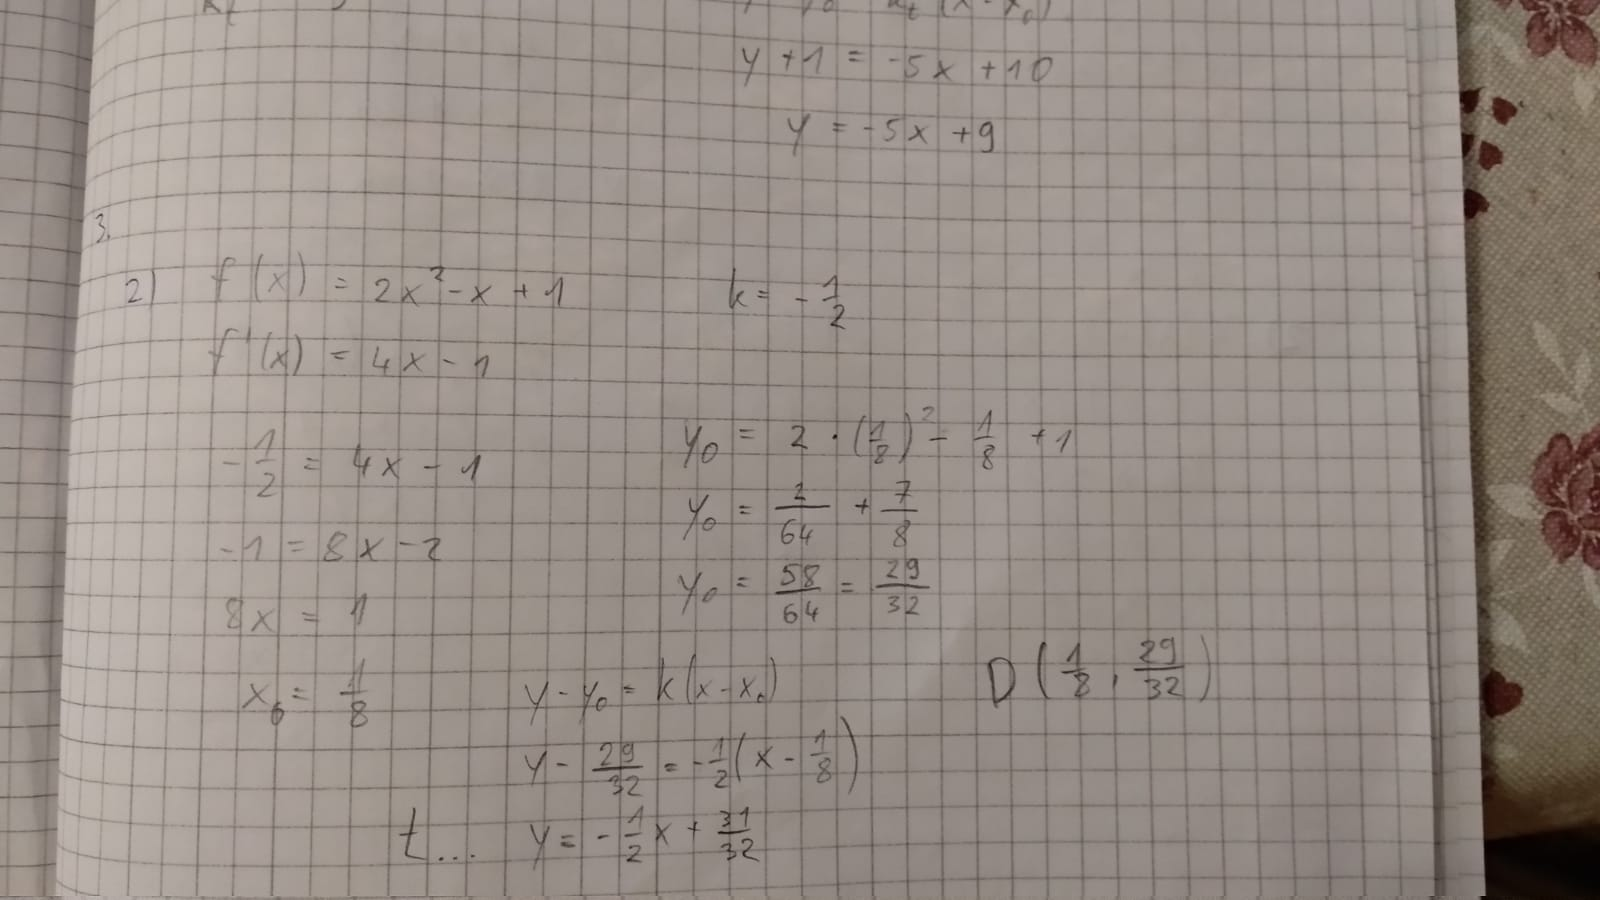 y + 1 = -5x + 10
y = -5x + 9
3.
2) f(x) = 2x² - x + 1 k = - 1/2
f'(x) = 4x - 1
- 1/2 = 4x - 1
-1 = 8x - 2
8x = 1
x₀ = 1/8
y₀ = 2 · (1/8)² - 1/8 + 1
y₀ = 2/64 + 7/8
y₀ = 58/64 = 29/32
D (1/8, 29/32)
y - y₀ = k(x - x₀)
y - 29/32 = - 1/2 (x - 1/8)
t... y = - 1/2 x + 31/32